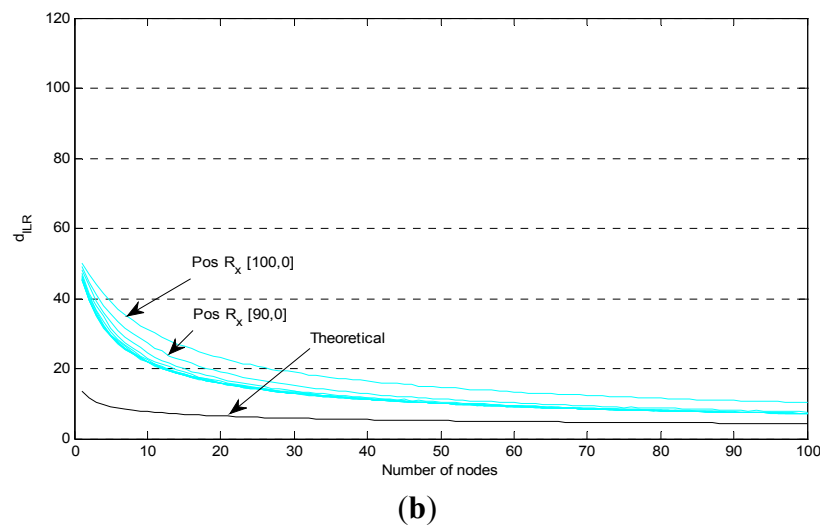 120
100
80
60
40
20
0
d_ILR
Pos R_x [100,0]
Pos R_x [90,0]
Theoretical
0 10 20 30 40 50 60 70 80 90 100
Number of nodes
(b)